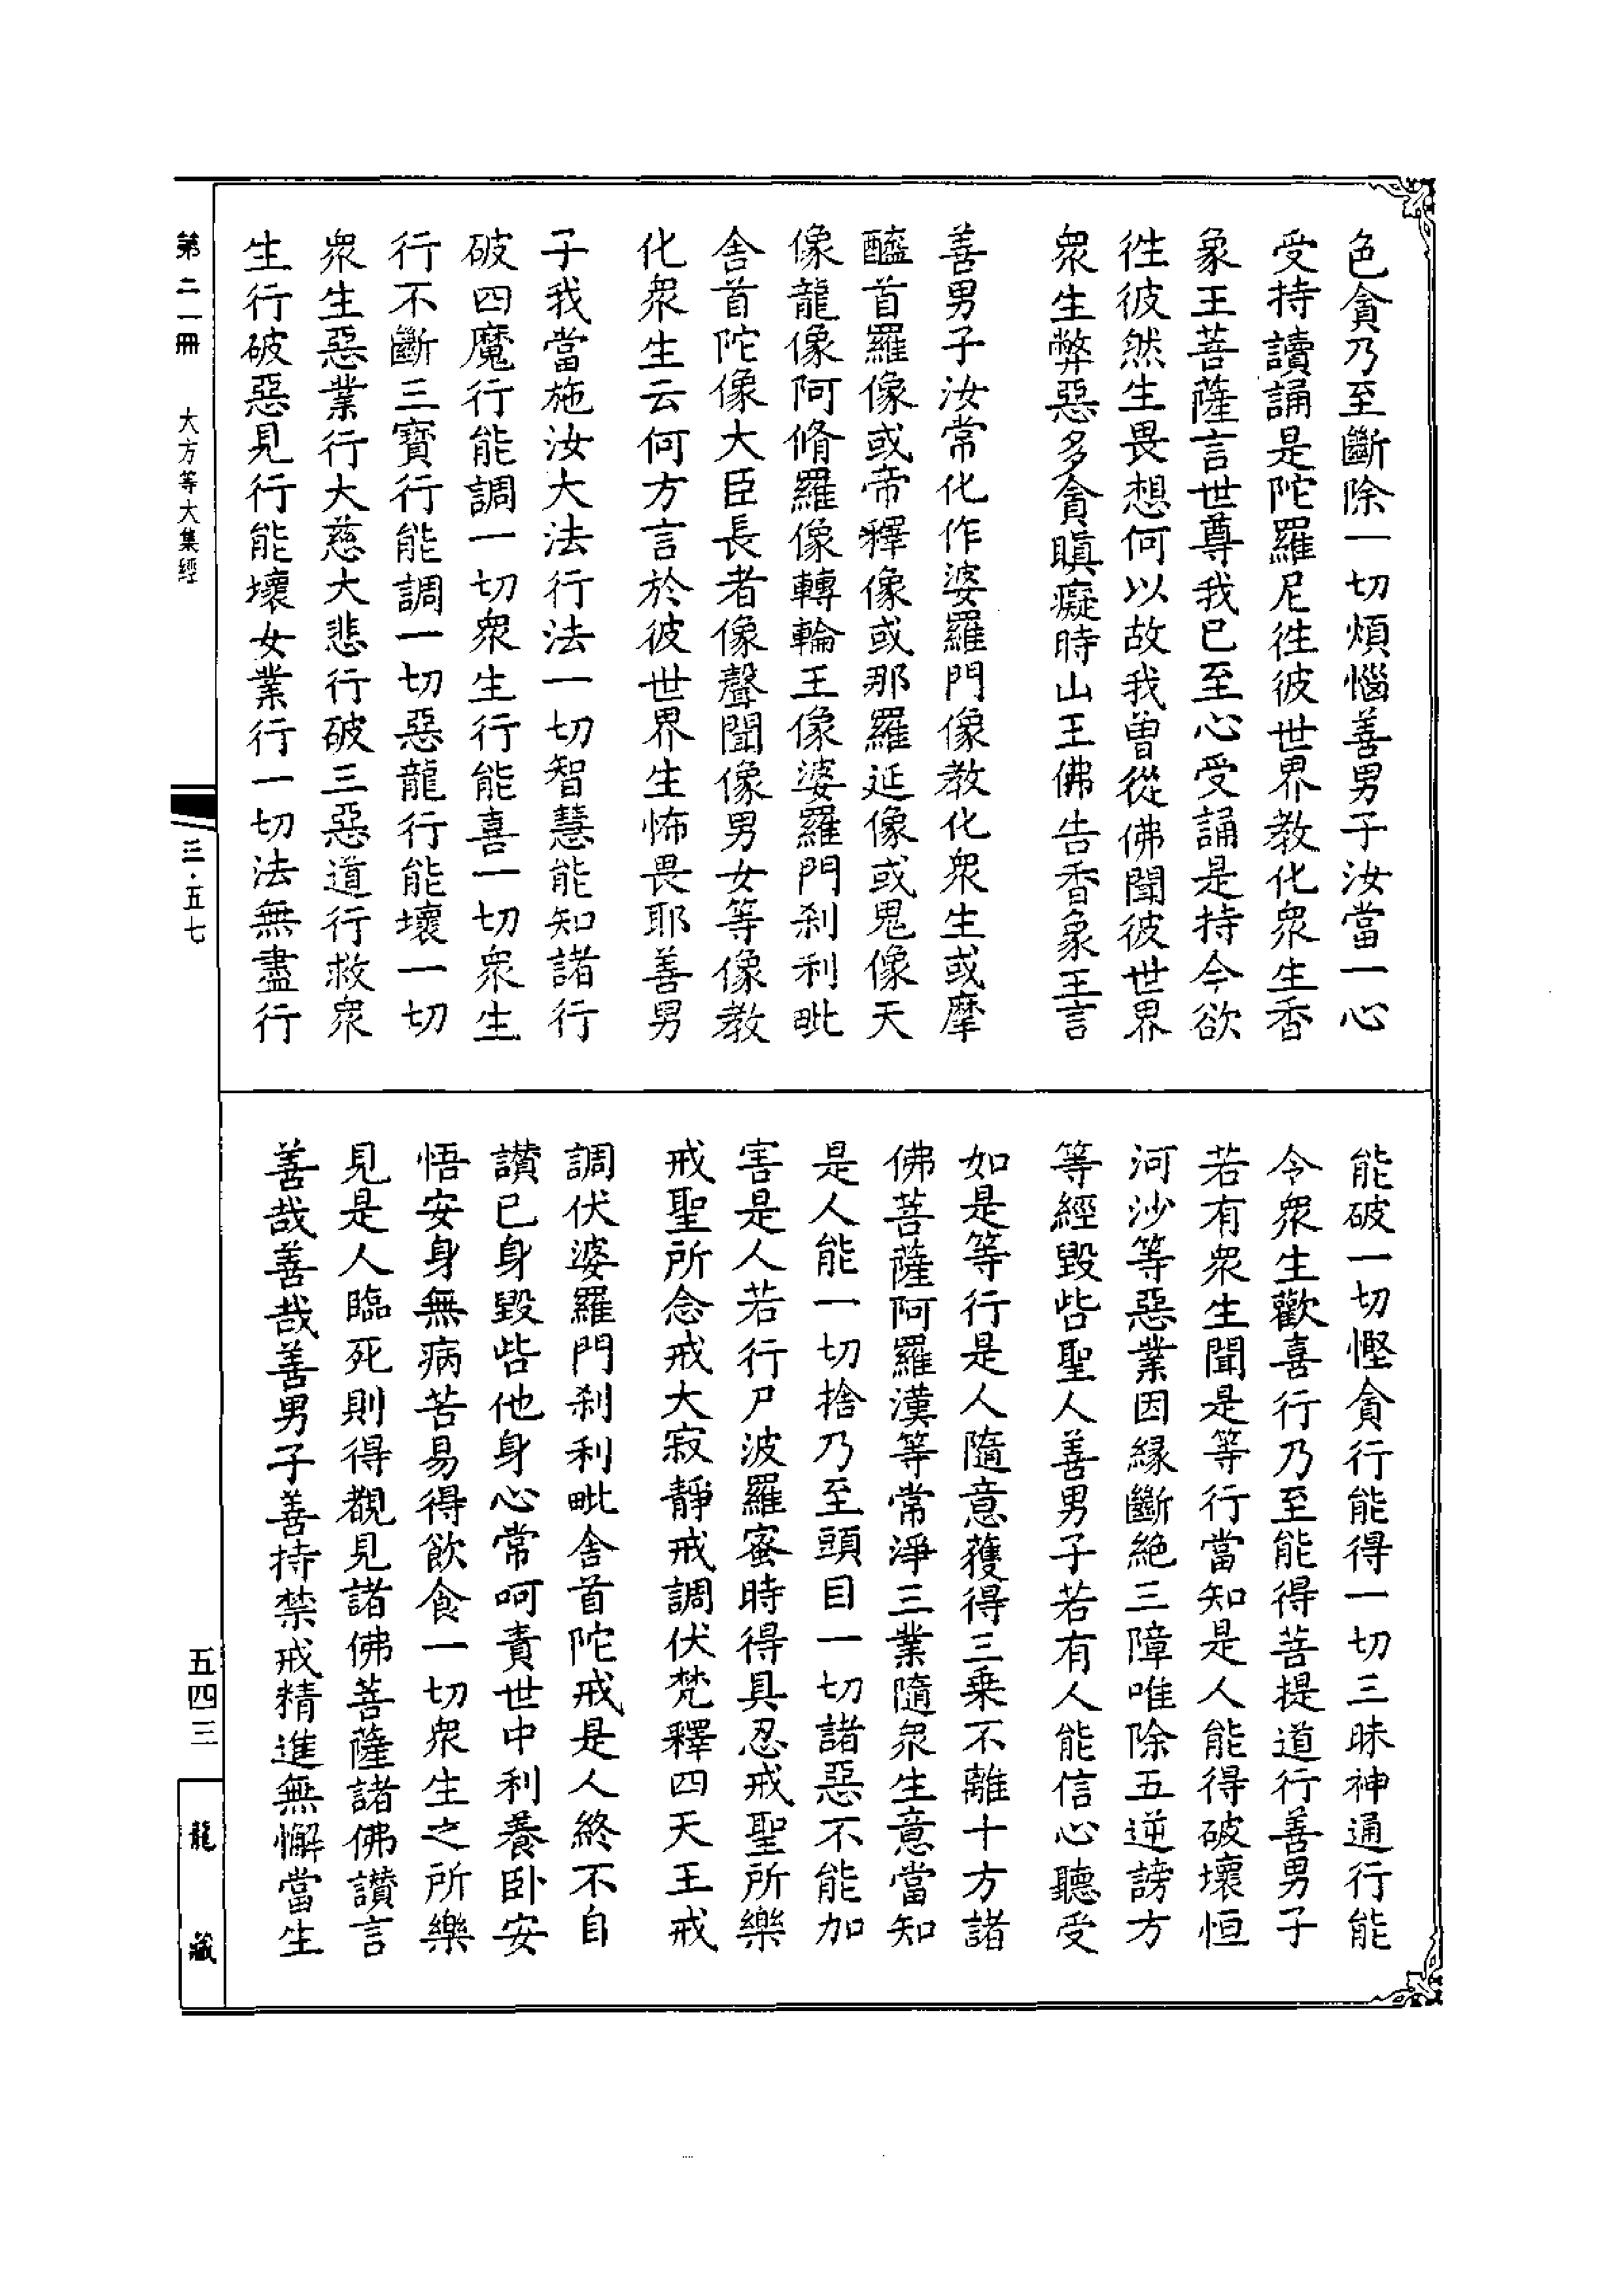 色貪乃至斷除一切煩惱善男子汝當一心
受持讀誦是陀羅尼徃彼世界教化衆生香
象王菩薩言世尊我已至心受誦是持今欲
徃彼然生畏想何以故我曽從佛聞彼世界
衆生弊惡多貪瞋癡時山王佛告香象王言
善男子汝常化作婆羅門像教化衆生或摩
醯首羅像或帝釋像或那羅延像或鬼像天
像龍像阿脩羅像轉輪王像婆羅門刹利毗
舍首陀像大臣長者像聲聞像男女等像教
化衆生云何方言於彼世界生怖畏耶善男
子我當施汝大法行法一切智慧能知諸行
破四魔行能調一切衆生行能喜一切衆生
行不斷三寶行能調一切惡龍行能壞一切
衆生惡業行大慈大悲行破三惡道行救衆
生行破惡見行能壞女業行一切法無盡行
能破一切慳貪行能得一切三昧神通行能
令衆生歡喜行乃至能得菩提道行善男子
若有衆生聞是等行當知是人能得破壞恒
河沙等惡業因緣斷絶三障唯除五逆謗方
等經毀呰聖人善男子若有人能信心聽受
如是等行是人隨意獲得三乗不離十方諸
佛菩薩阿羅漢等常淨三業隨衆生意當知
是人能一切捨乃至頭目一切諸惡不能加
害是人若行尸波羅蜜時得具忍戒聖所樂
戒聖所念戒大寂靜戒調伏梵釋四天王戒
調伏婆羅門刹利毗舍首陀戒是人終不自
讃已身毀呰他身心常呵責世中利養卧安
悟安身無病苦易得飲食一切衆生之所樂
見是人臨死則得覩見諸佛菩薩諸佛讃言
善哉善哉善男子善持禁戒精進無懈當生
第二一冊 大方等大集經
三·五七
五四三
龍藏